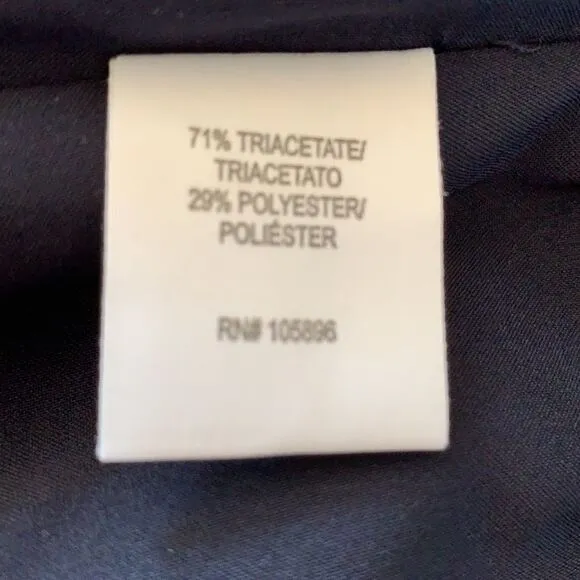 71% TRIACETATE/
TRIACETATO
29% POLYESTER/
POLIÉSTER
RN# 105896